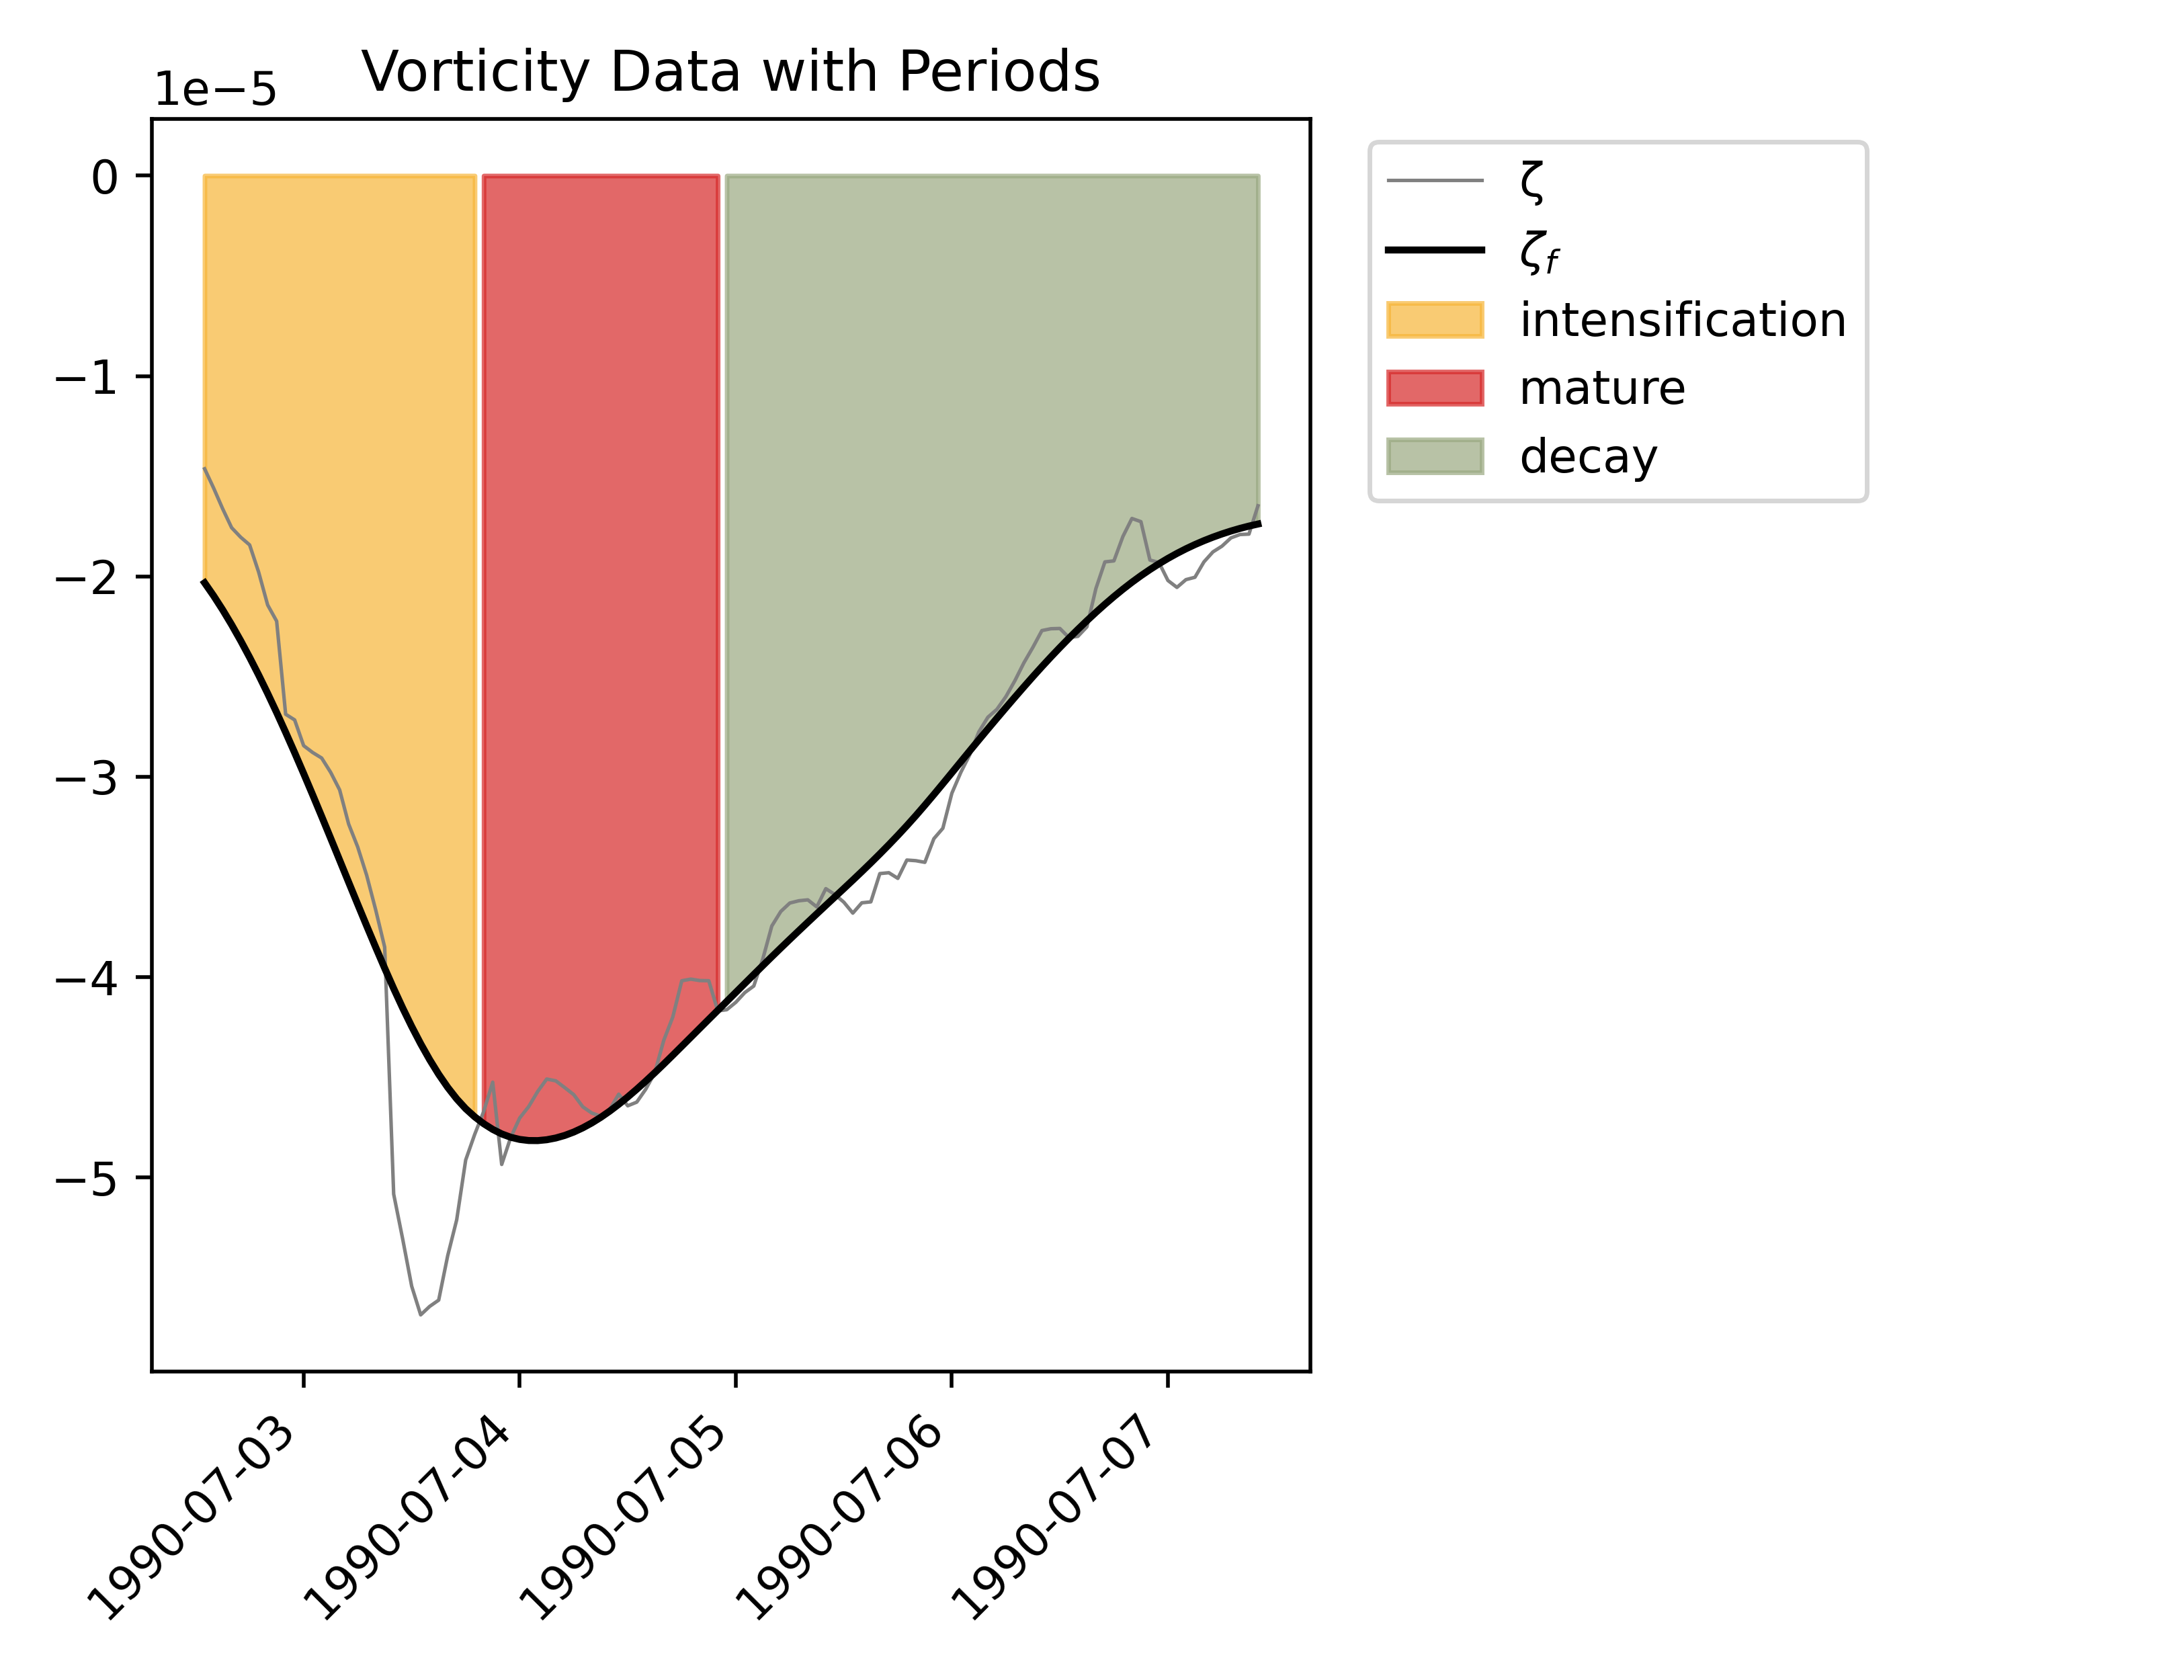 Vorticity Data with Periods
1e−5
0
−1
−2
−3
−4
−5
1990-07-03
1990-07-04
1990-07-05
1990-07-06
1990-07-07
ζ
ζf
intensification
mature
decay